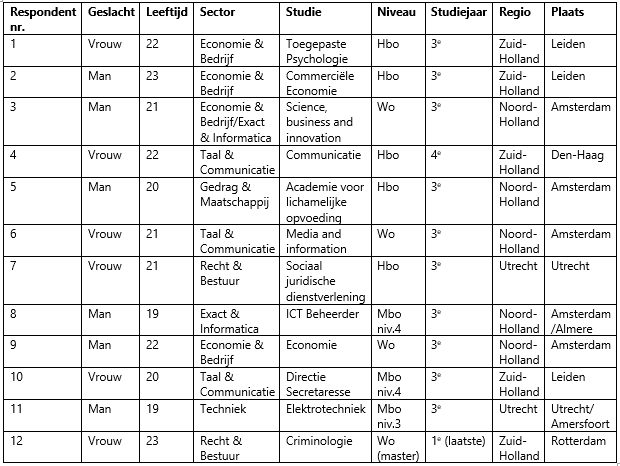 Respondent nr. Geslacht Leeftijd Sector Studie Niveau Studiejaar Regio Plaats
1 Vrouw 22 Economie & Bedrijf Toegepaste Psychologie Hbo 3e Zuid-Holland Leiden
2 Man 23 Economie & Bedrijf Commerciële Economie Hbo 3e Zuid-Holland Leiden
3 Man 21 Economie & Bedrijf/Exact & Informatica Science, business and innovation Wo 3e Noord-Holland Amsterdam
4 Vrouw 22 Taal & Communicatie Communicatie Hbo 4e Zuid-Holland Den-Haag
5 Man 20 Gedrag & Maatschappij Academie voor lichamelijke opvoeding Hbo 3e Noord-Holland Amsterdam
6 Vrouw 21 Taal & Communicatie Media and information Wo 3e Noord-Holland Amsterdam
7 Vrouw 21 Recht & Bestuur Sociaal juridische dienstverlening Hbo 3e Utrecht Utrecht
8 Man 19 Exact & Informatica ICT Beheerder Mbo niv.4 3e Noord-Holland Amsterdam /Almere
9 Man 22 Economie & Bedrijf Economie Wo 3e Noord-Holland Amsterdam
10 Vrouw 20 Taal & Communicatie Directie Secretaresse Mbo niv.4 3e Zuid-Holland Leiden
11 Man 19 Techniek Elektrotechniek Mbo niv.3 3e Utrecht Utrecht/ Amersfoort
12 Vrouw 23 Recht & Bestuur Criminologie Wo (master) 1e (laatste) Zuid-Holland Rotterdam